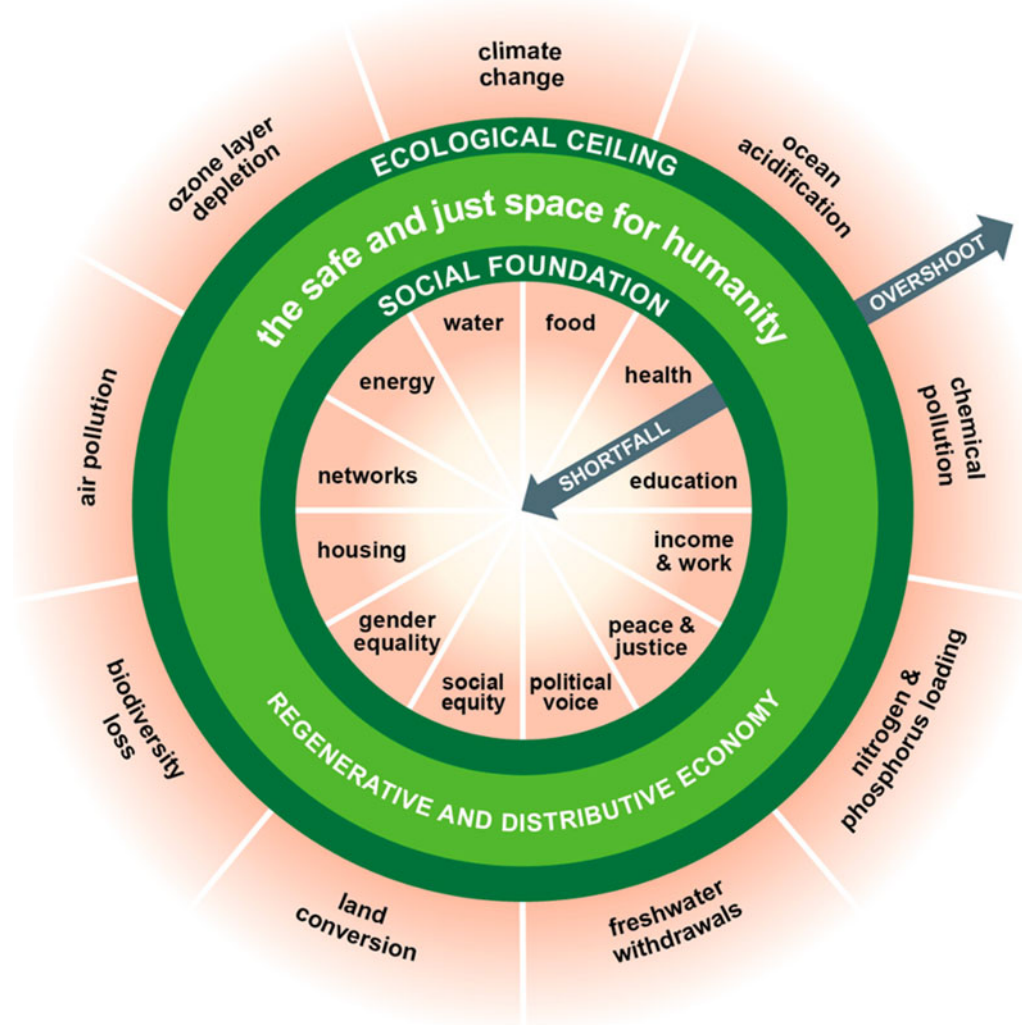 climate
change
ozone layer
depletion
ocean
acidification
ECOLOGICAL CEILING
the safe and just space for humanity
SOCIAL FOUNDATION
OVERSHOOT
water
food
energy
health
SHORTFALL
air pollution
chemical
pollution
networks
education
housing
income
& work
gender
equality
peace &
justice
social
equity
political
voice
biodiversity
loss
nitrogen &
phosphorus loading
REGENERATIVE AND DISTRIBUTIVE ECONOMY
land
conversion
freshwater
withdrawals